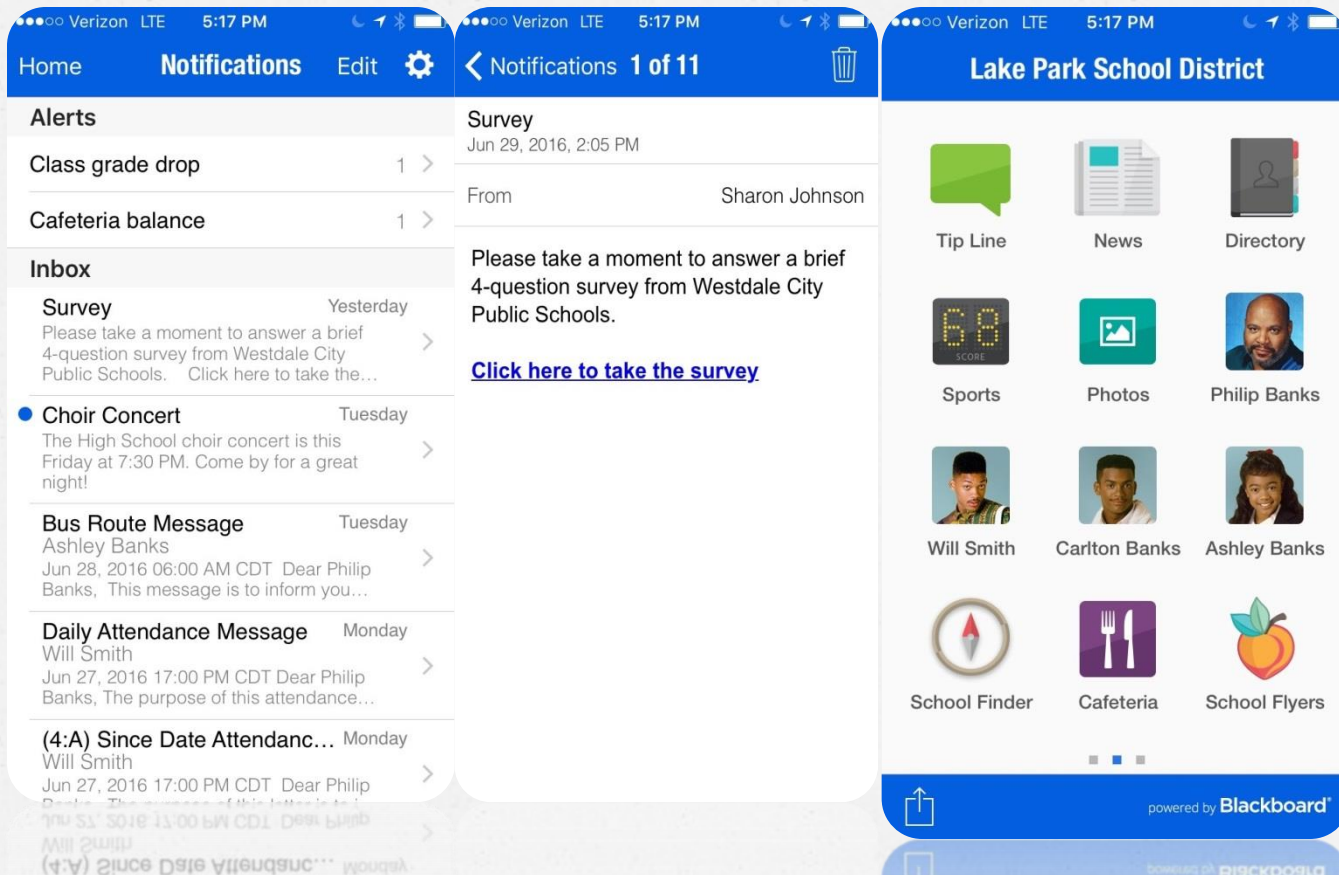 Verizon LTE 5:17 PM
Home Notifications Edit
Alerts
Class grade drop 1
Cafeteria balance 1
Inbox
Survey Yesterday
Please take a moment to answer a brief
4-question survey from Westdale City
Public Schools. Click here to take the…
Choir Concert Tuesday
The High School choir concert is this
Friday at 7:30 PM. Come by for a great
night!
Bus Route Message Tuesday
Ashley Banks
Jun 28, 2016 06:00 AM CDT Dear Philip
Banks, This message is to inform you…
Daily Attendance Message Monday
Will Smith
Jun 27, 2016 17:00 PM CDT Dear Philip
Banks, The purpose of this attendance…
(4:A) Since Date Attendanc… Monday
Will Smith
Jun 27, 2016 17:00 PM CDT Dear Philip
Verizon LTE 5:17 PM
Notifications 1 of 11
Survey
Jun 29, 2016, 2:05 PM
From Sharon Johnson
Please take a moment to answer a brief
4-question survey from Westdale City
Public Schools.
Click here to take the survey
Verizon LTE 5:17 PM
Lake Park School District
Tip Line News Directory
68
SCORE
Sports Photos Philip Banks
Will Smith Carlton Banks Ashley Banks
School Finder Cafeteria School Flyers
powered by Blackboard